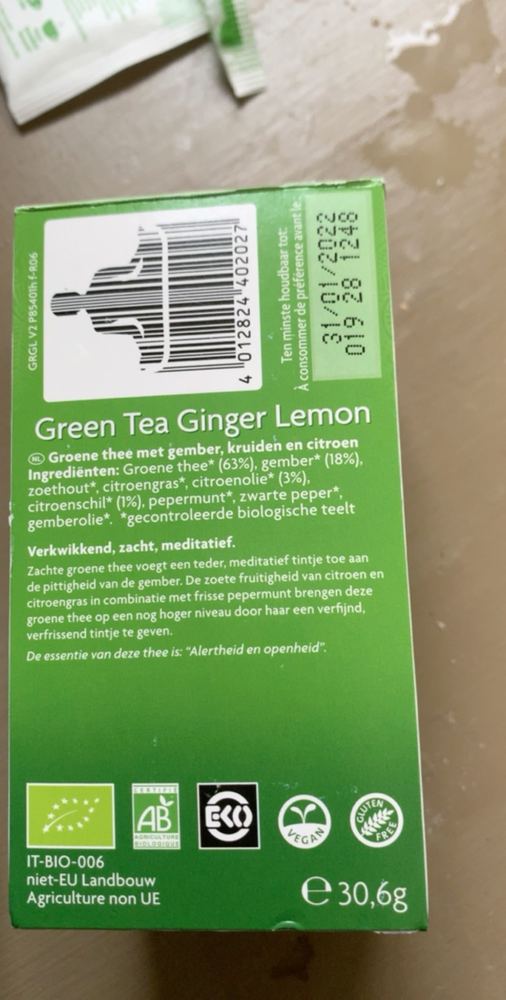 GRGL V2 P85401h f-R06
4 012824 402027
Ten minste houdbaar tot:
À consommer de préférence avant le:
31/01/2022
019 28 1248
Green Tea Ginger Lemon
NL Groene thee met gember, kruiden en citroen
Ingrediënten: Groene thee* (63%), gember* (18%),
zoethout*, citroengras*, citroenolie* (3%),
citroenschil* (1%), pepermunt*, zwarte peper*,
gemberolie*. *gecontroleerde biologische teelt
Verkwikkend, zacht, meditatief.
Zachte groene thee voegt een teder, meditatief tintje toe aan
de pittigheid van de gember. De zoete fruitigheid van citroen en
citroengras in combinatie met frisse pepermunt brengen deze
groene thee op een nog hoger niveau door haar een verfijnd,
verfrissend tintje te geven.
De essentie van deze thee is: "Alertheid en openheid".
CERTIFIÉ
AB
AGRICULTURE
BIOLOGIQUE
EKO
VEGAN
GLUTEN
FREE
IT-BIO-006
niet-EU Landbouw
Agriculture non UE
e 30,6g